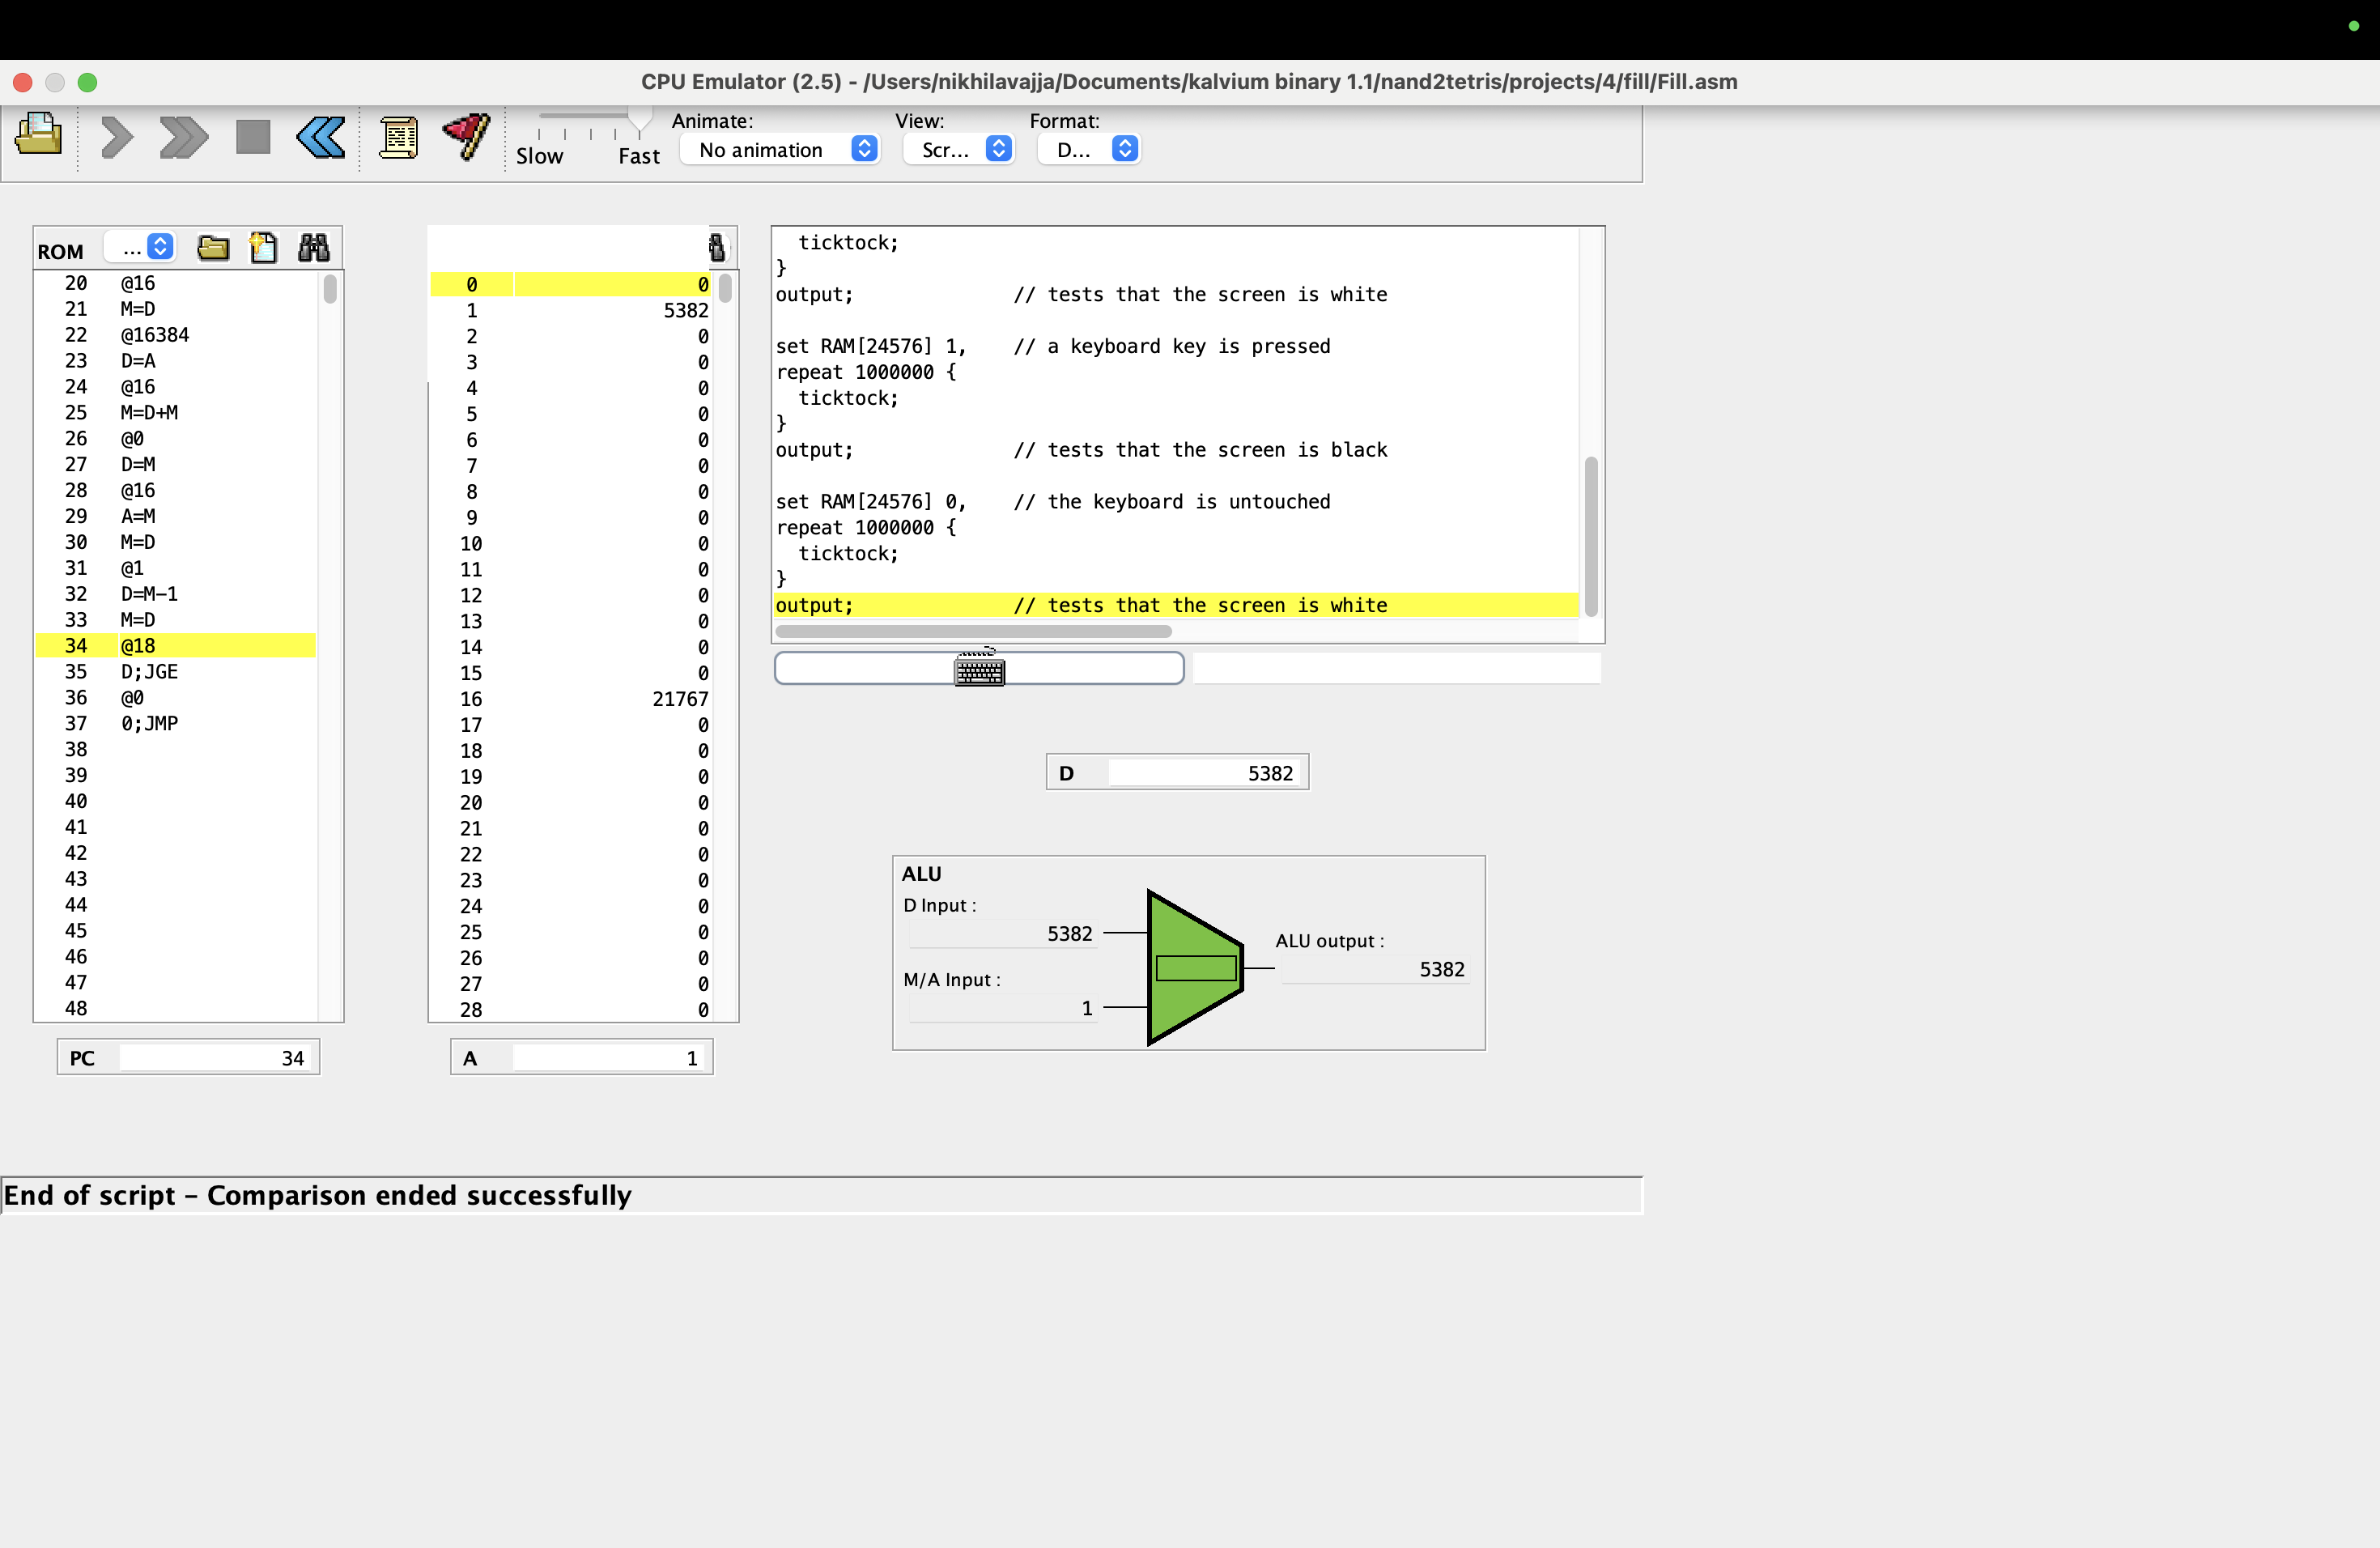 CPU Emulator (2.5) - /Users/nikhilavajja/Documents/kalvium binary 1.1/nand2tetris/projects/4/fill/Fill.asm
Animate: View: Format:
Slow Fast No animation Scr... D...
ROM ...
20 @16
21 M=D
22 @16384
23 D=A
24 @16
25 M=D+M
26 @0
27 D=M
28 @16
29 A=M
30 M=D
31 @1
32 D=M-1
33 M=D
34 @18
35 D;JGE
36 @0
37 0;JMP
38
39
40
41
42
43
44
45
46
47
48
PC 34
0 0
1 5382
2 0
3 0
4 0
5 0
6 0
7 0
8 0
9 0
10 0
11 0
12 0
13 0
14 0
15 0
16 21767
17 0
18 0
19 0
20 0
21 0
22 0
23 0
24 0
25 0
26 0
27 0
28 0
A 1
ticktock;
}
output; // tests that the screen is white
set RAM[24576] 1, // a keyboard key is pressed
repeat 1000000 {
ticktock;
}
output; // tests that the screen is black
set RAM[24576] 0, // the keyboard is untouched
repeat 1000000 {
ticktock;
}
output; // tests that the screen is white
D 5382
ALU
D Input :
5382
M/A Input :
1
ALU output :
5382
End of script - Comparison ended successfully